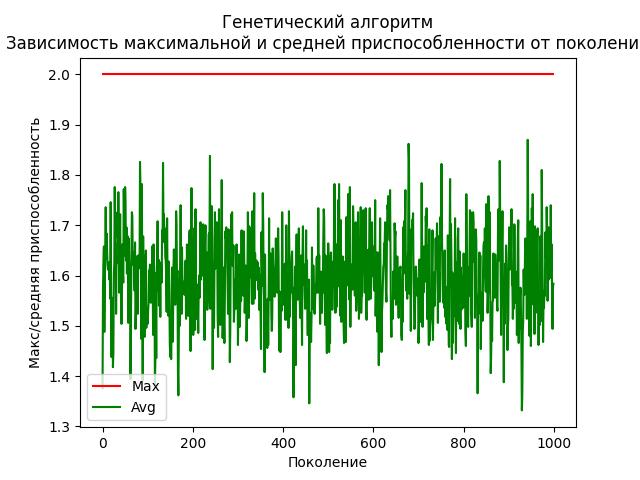 Генетический алгоритм
Зависимость максимальной и средней приспособленности от поколени
Макс/средняя приспособленность
2.0
1.9
1.8
1.7
1.6
1.5
1.4
1.3
Max
Avg
0 200 400 600 800 1000
Поколение